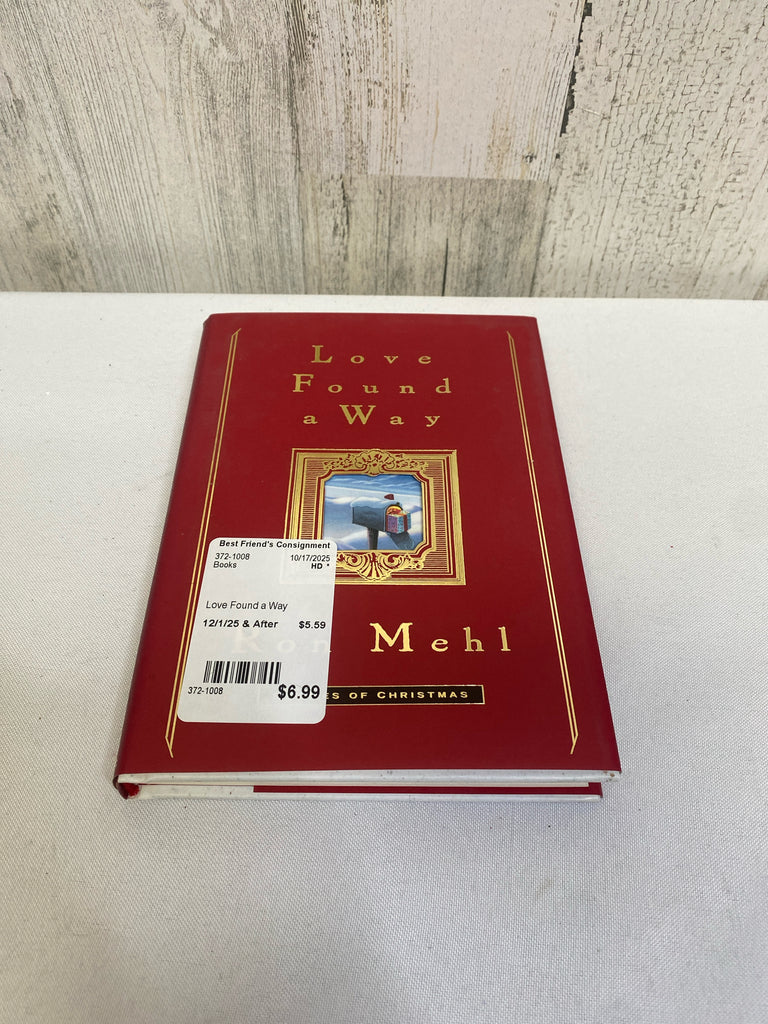 Love
Found
a Way
Best Friend's Consignment
372-1008 10/17/2025
Books HD *
Love Found a Way
12/1/25 & After $5.59
Ron Mehl
372-1008 $6.99
ES OF CHRISTMAS